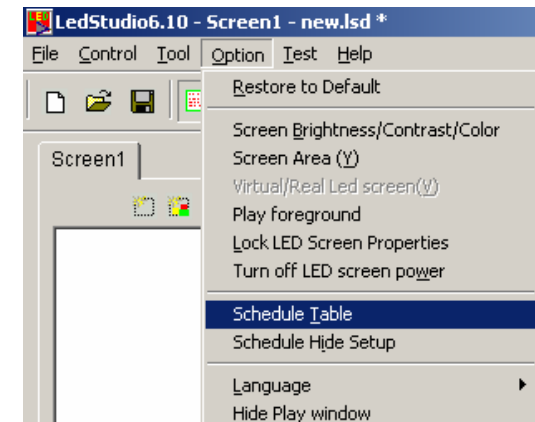 LedStudio6.10 - Screen1 - new.lsd *
File Control Tool Option Test Help
Restore to Default
Screen Brightness/Contrast/Color
Screen1
Screen Area (Y)
Virtual/Real Led screen(V)
Play foreground
Lock LED Screen Properties
Turn off LED screen power
Schedule Table
Schedule Hide Setup
Language
Hide Play window